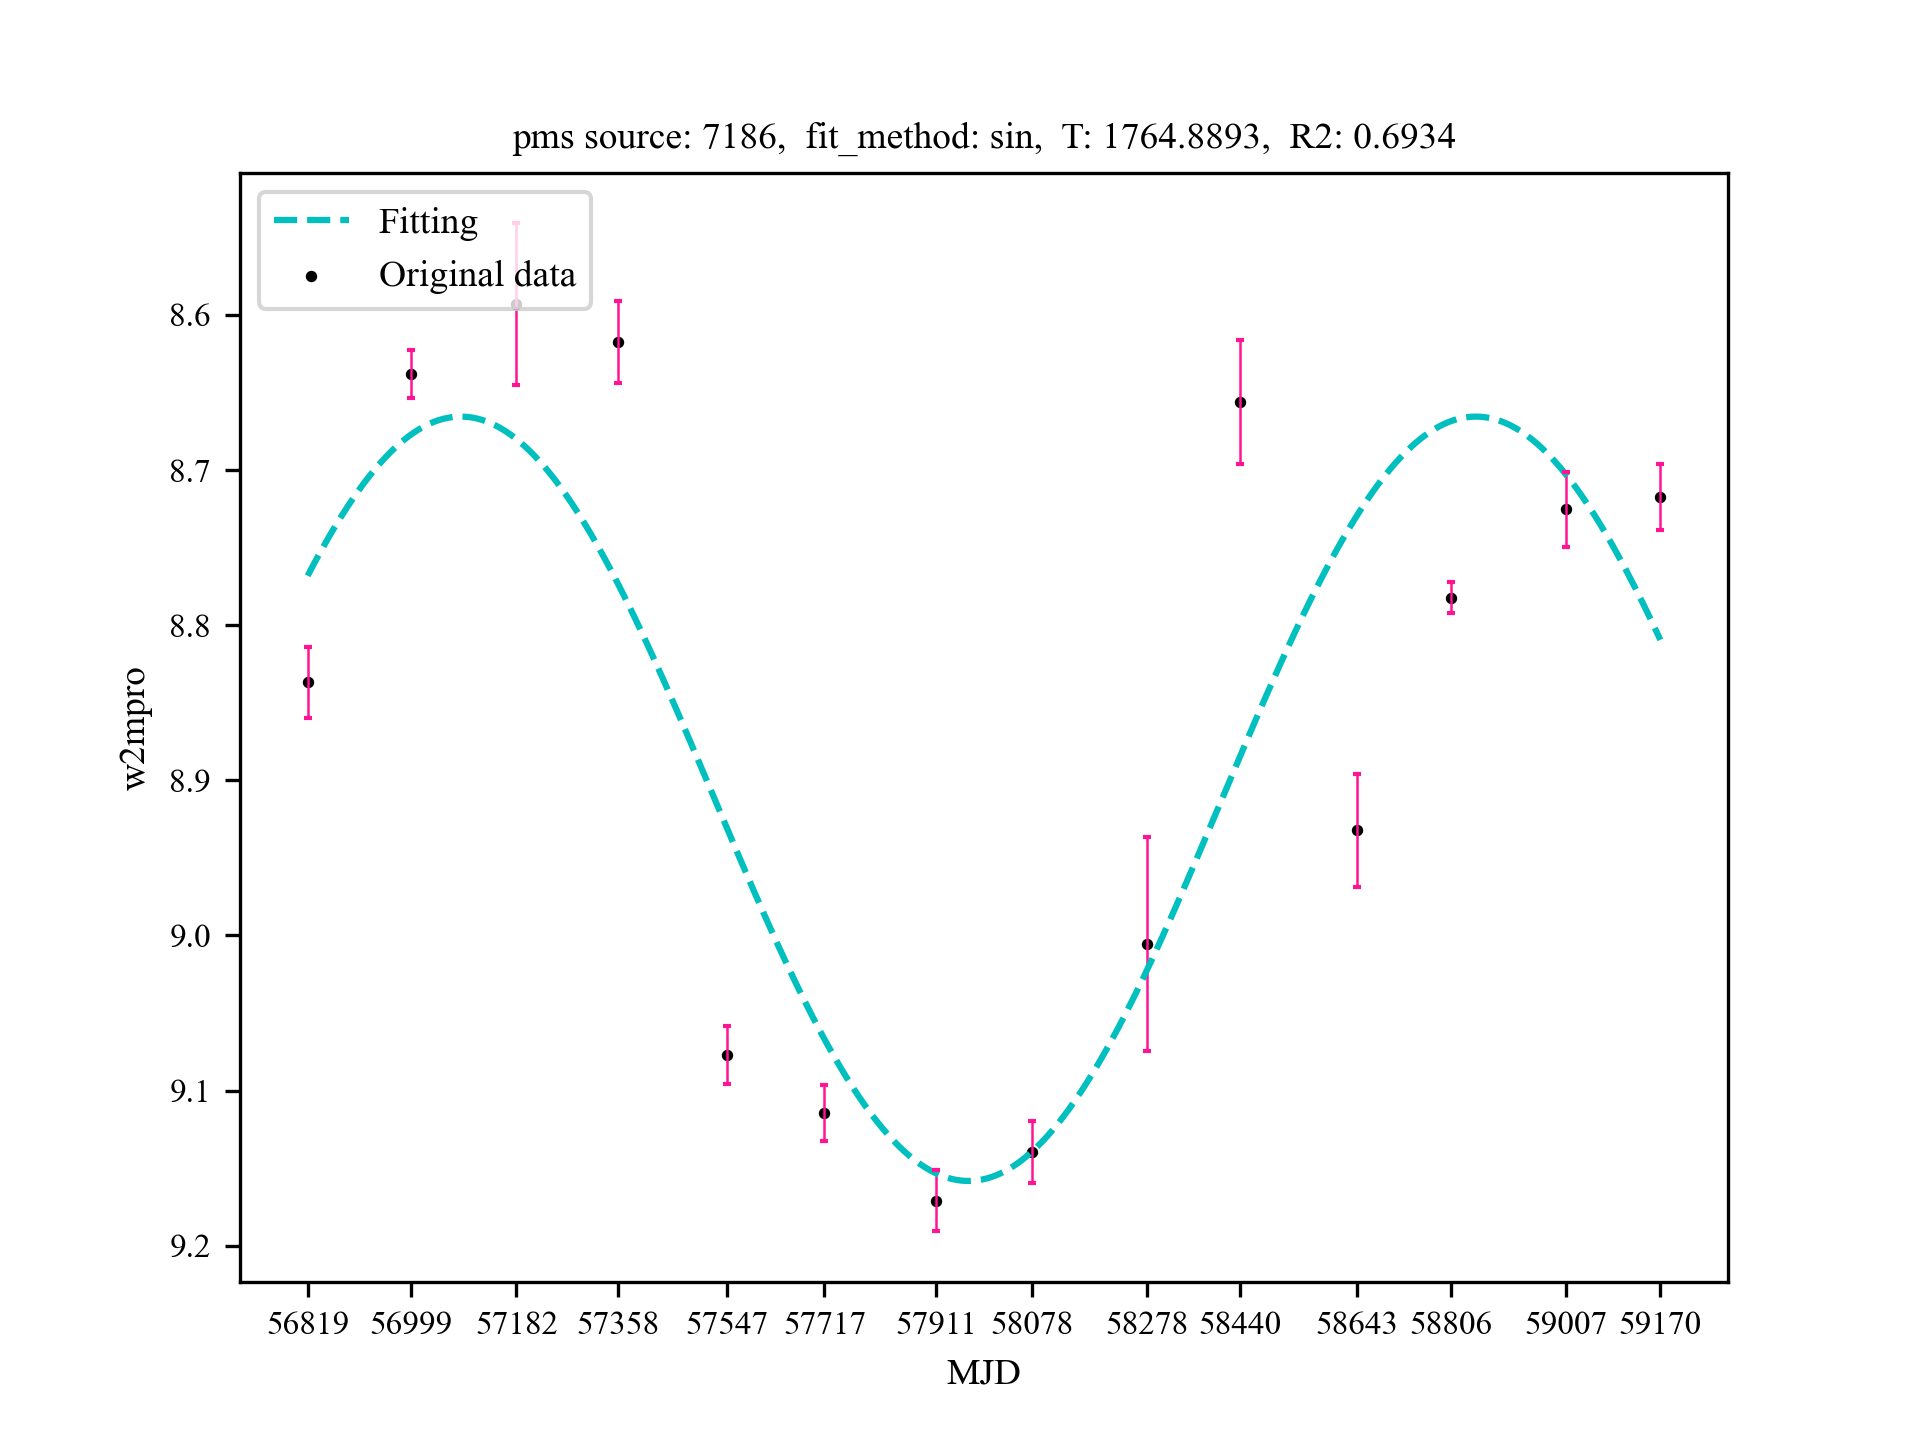 pms source: 7186,  fit_method: sin,  T: 1764.8893,  R2: 0.6934
Fitting
Original data
8.6
8.7
8.8
8.9
9.0
9.1
9.2
w2mpro
56819 56999 57182 57358 57547 57717 57911 58078 58278 58440 58643 58806 59007 59170
MJD